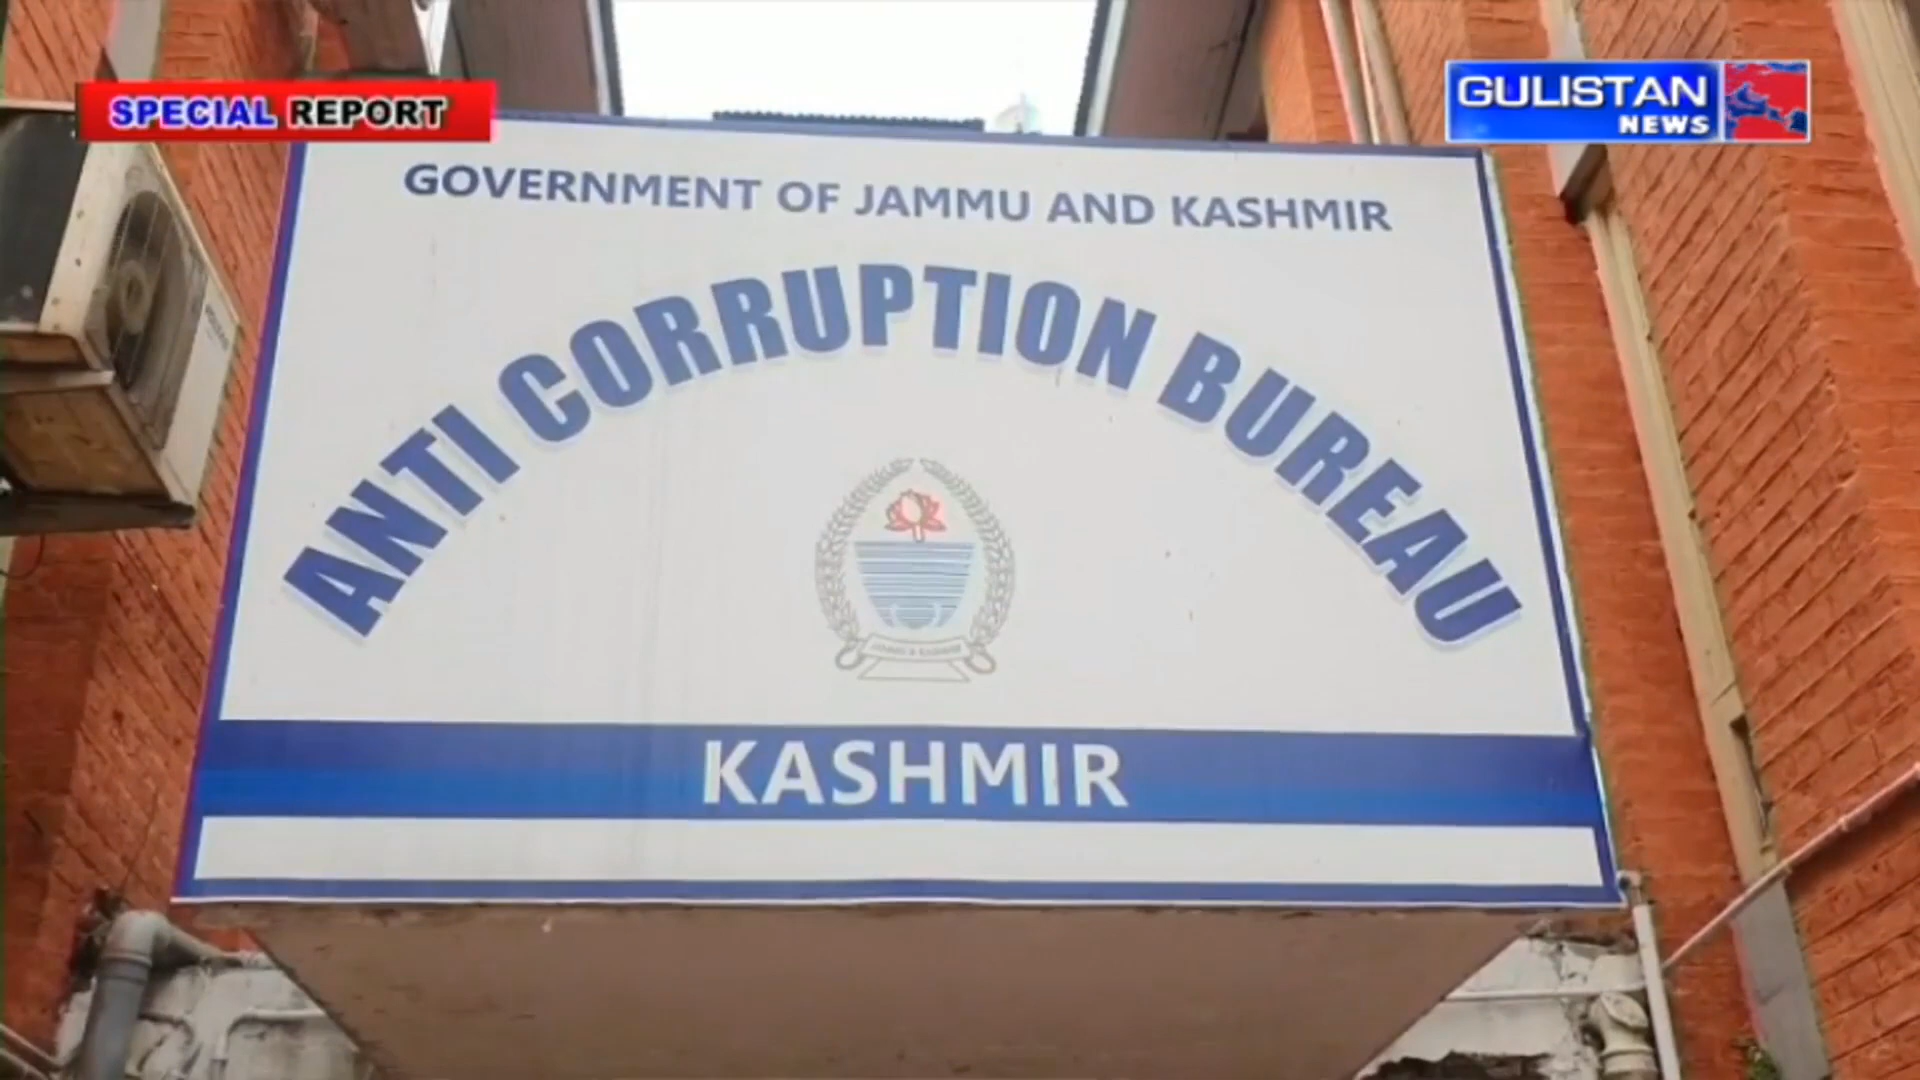 SPECIAL REPORT
GULISTAN
NEWS
GOVERNMENT OF JAMMU AND KASHMIR
ANTI CORRUPTION BUREAU
KASHMIR